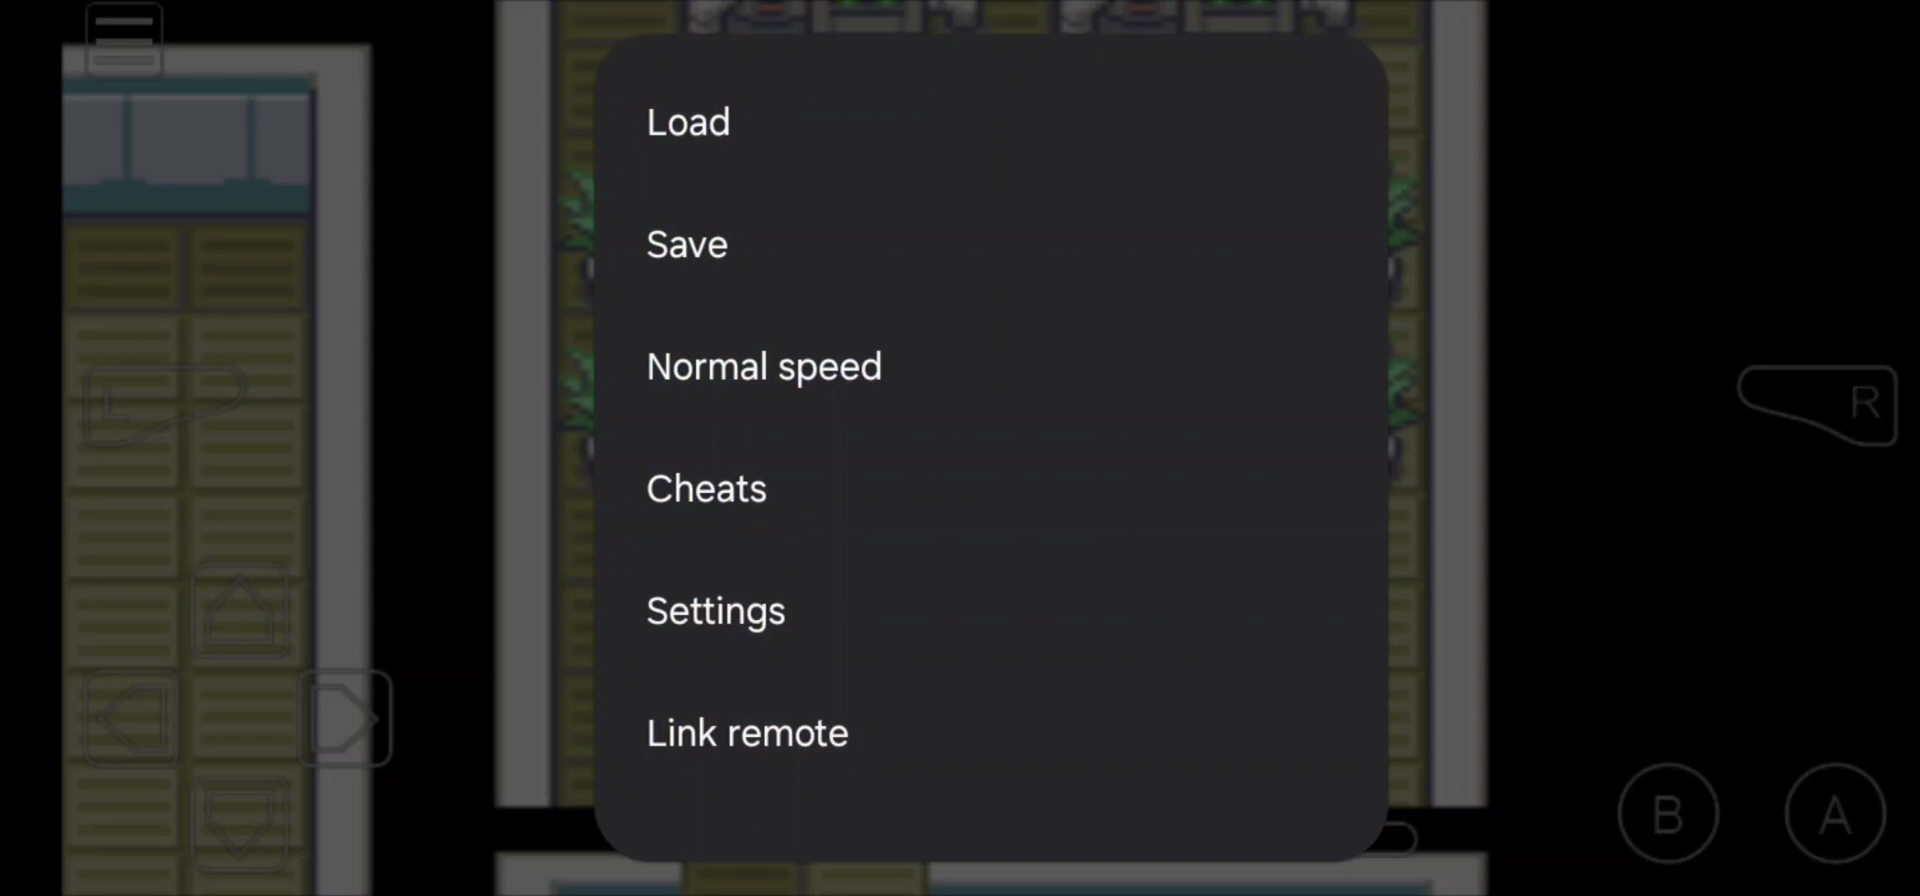 Load
Save
Normal speed
Cheats
Settings
Link remote
L
R
B
A